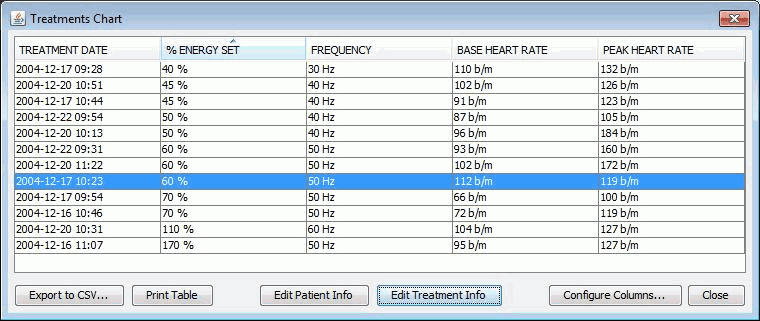 Treatments Chart
TREATMENT DATE % ENERGY SET FREQUENCY BASE HEART RATE PEAK HEART RATE
2004-12-17 09:28 40 % 30 Hz 110 b/m 132 b/m
2004-12-20 10:51 45 % 40 Hz 102 b/m 126 b/m
2004-12-17 10:44 45 % 40 Hz 91 b/m 123 b/m
2004-12-22 09:54 50 % 40 Hz 87 b/m 105 b/m
2004-12-20 10:13 50 % 40 Hz 96 b/m 184 b/m
2004-12-22 09:31 60 % 50 Hz 93 b/m 160 b/m
2004-12-20 11:22 60 % 50 Hz 102 b/m 172 b/m
2004-12-17 10:23 60 % 50 Hz 112 b/m 119 b/m
2004-12-17 09:54 70 % 50 Hz 66 b/m 100 b/m
2004-12-16 10:46 70 % 50 Hz 72 b/m 119 b/m
2004-12-20 10:31 110 % 60 Hz 104 b/m 127 b/m
2004-12-16 11:07 170 % 50 Hz 95 b/m 127 b/m
Export to CSV... Print Table Edit Patient Info Edit Treatment Info Configure Columns... Close